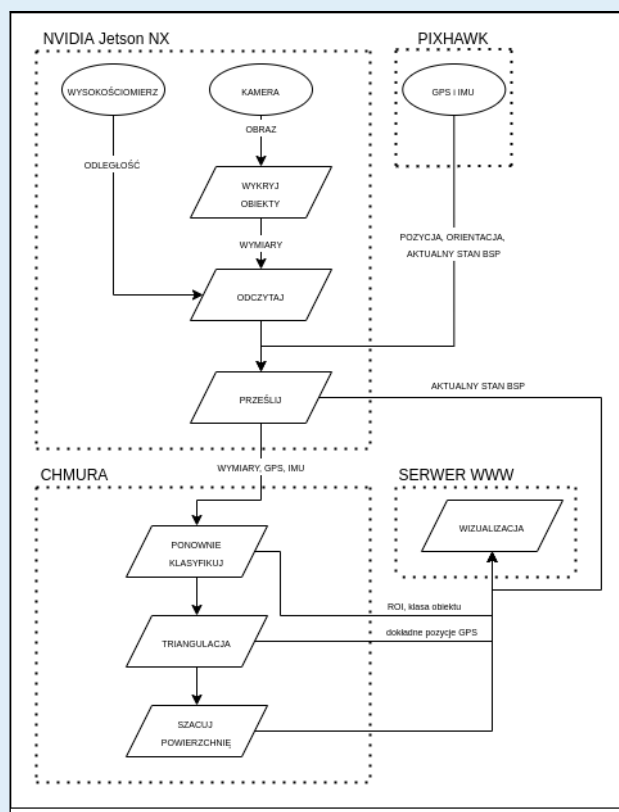 NVIDIA Jetson NX
PIXHAWK
WYSOKOŚCIOMIERZ
KAMERA
GPS i IMU
OBRAZ
ODLEGŁOŚĆ
WYKRYJ
OBIEKTY
WYMIARY
POZYCJA, ORIENTACJA,
AKTUALNY STAN BSP
ODCZYTAJ
PRZEŚLIJ
AKTUALNY STAN BSP
WYMIARY, GPS, IMU
CHMURA
SERWER WWW
WIZUALIZACJA
PONOWNIE
KLASYFIKUJ
ROI, klasa obiektu
dokładne pozycje GPS
TRIANGULACJA
SZACUJ
POWIERZCHNIĘ